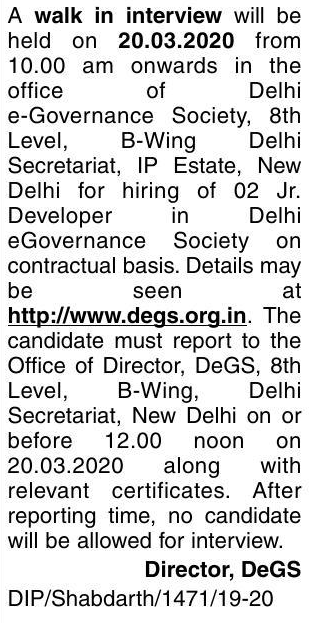 A walk in interview will be
held on 20.03.2020 from
10.00 am onwards in the
office of Delhi
e-Governance Society, 8th
Level, B-Wing Delhi
Secretariat, IP Estate, New
Delhi for hiring of 02 Jr.
Developer in Delhi
eGovernance Society on
contractual basis. Details may
be seen at
http://www.degs.org.in. The
candidate must report to the
Office of Director, DeGS, 8th
Level, B-Wing, Delhi
Secretariat, New Delhi on or
before 12.00 noon on
20.03.2020 along with
relevant certificates. After
reporting time, no candidate
will be allowed for interview.
Director, DeGS
DIP/Shabdarth/1471/19-20